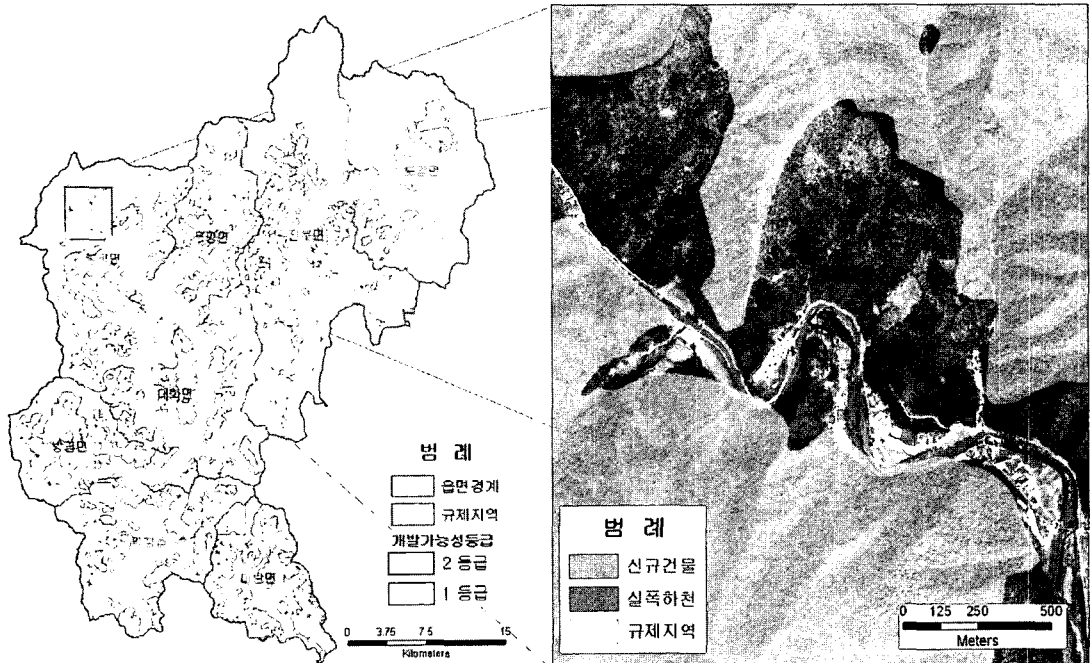 대화면
범 례
읍면경계
규제지역
개발가능성등급
2 등급
1 등급
0 3.75 7.5 15
Kilometers
범 례
신규건물
실폭하천
규제지역
0 125 250 500
Meters